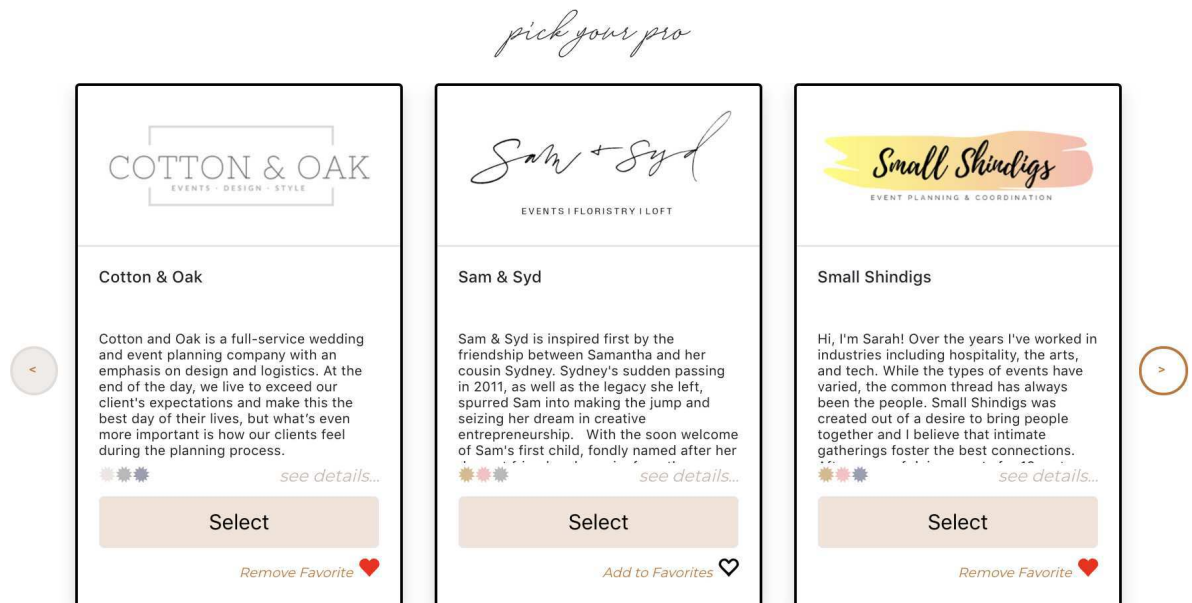 pick your pro
COTTON & OAK
EVENTS · DESIGN · STYLE
Cotton & Oak
Cotton and Oak is a full-service wedding
and event planning company with an
emphasis on design and logistics. At the
end of the day, we live to exceed our
client's expectations and make this the
best day of their lives, but what's even
more important is how our clients feel
during the planning process.
see details...
Select
Remove Favorite
Sam + Syd
EVENTS | FLORISTRY | LOFT
Sam & Syd
Sam & Syd is inspired first by the
friendship between Samantha and her
cousin Sydney. Sydney's sudden passing
in 2011, as well as the legacy she left,
spurred Sam into making the jump and
seizing her dream in creative
entrepreneurship. With the soon welcome
of Sam's first child, fondly named after her
see details...
Select
Add to Favorites
Small Shindigs
EVENT PLANNING & COORDINATION
Small Shindigs
Hi, I'm Sarah! Over the years I've worked in
industries including hospitality, the arts,
and tech. While the types of events have
varied, the common thread has always
been the people. Small Shindigs was
created out of a desire to bring people
together and I believe that intimate
gatherings foster the best connections.
see details...
Select
Remove Favorite
<
>